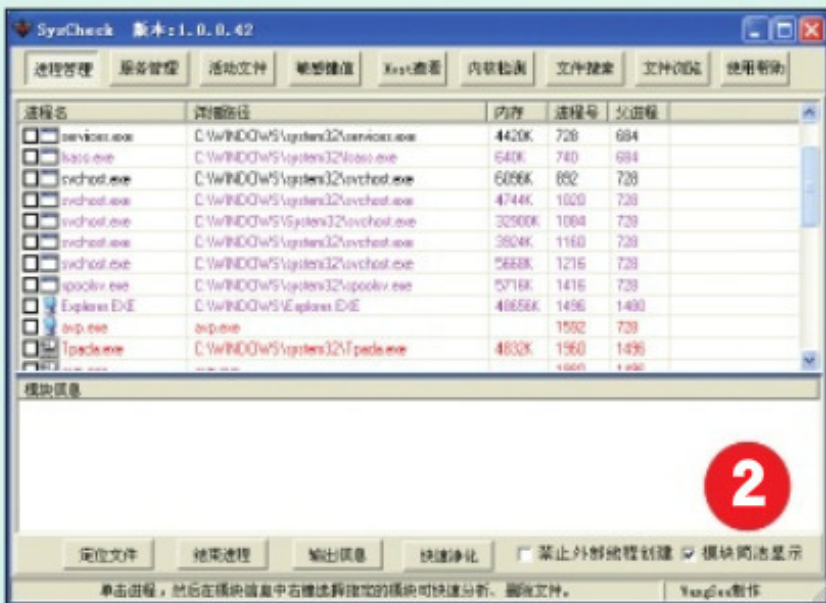 SysCheck 版本:1.0.0.42
进程管理 服务管理 活动文件 敏感键值 Host查看 内核检测 文件搜索 文件浏览 使用帮助
进程名 详细路径 内存 进程号 父进程
services.exe C:\WINDOWS\system32\services.exe 4420K 728 684
lsass.exe C:\WINDOWS\system32\lsass.exe 640K 740 684
svchost.exe C:\WINDOWS\system32\svchost.exe 6096K 892 728
svchost.exe C:\WINDOWS\system32\svchost.exe 4744K 1020 728
svchost.exe C:\WINDOWS\System32\svchost.exe 32900K 1084 728
svchost.exe C:\WINDOWS\system32\svchost.exe 3924K 1160 728
svchost.exe C:\WINDOWS\system32\svchost.exe 5668K 1216 728
spoolsv.exe C:\WINDOWS\system32\spoolsv.exe 5716K 1416 728
Explorer.EXE C:\WINDOWS\Explorer.EXE 48656K 1496 1480
avp.exe avp.exe 1592 728
Tpada.exe C:\WINDOWS\system32\Tpada.exe 4832K 1960 1496
模块信息
2
定位文件 结束进程 输出信息 快速净化 禁止外部线程创建 模块简洁显示
单击进程，然后在模块信息中右键选择指定的模块可快速分析、删除文件。 制作